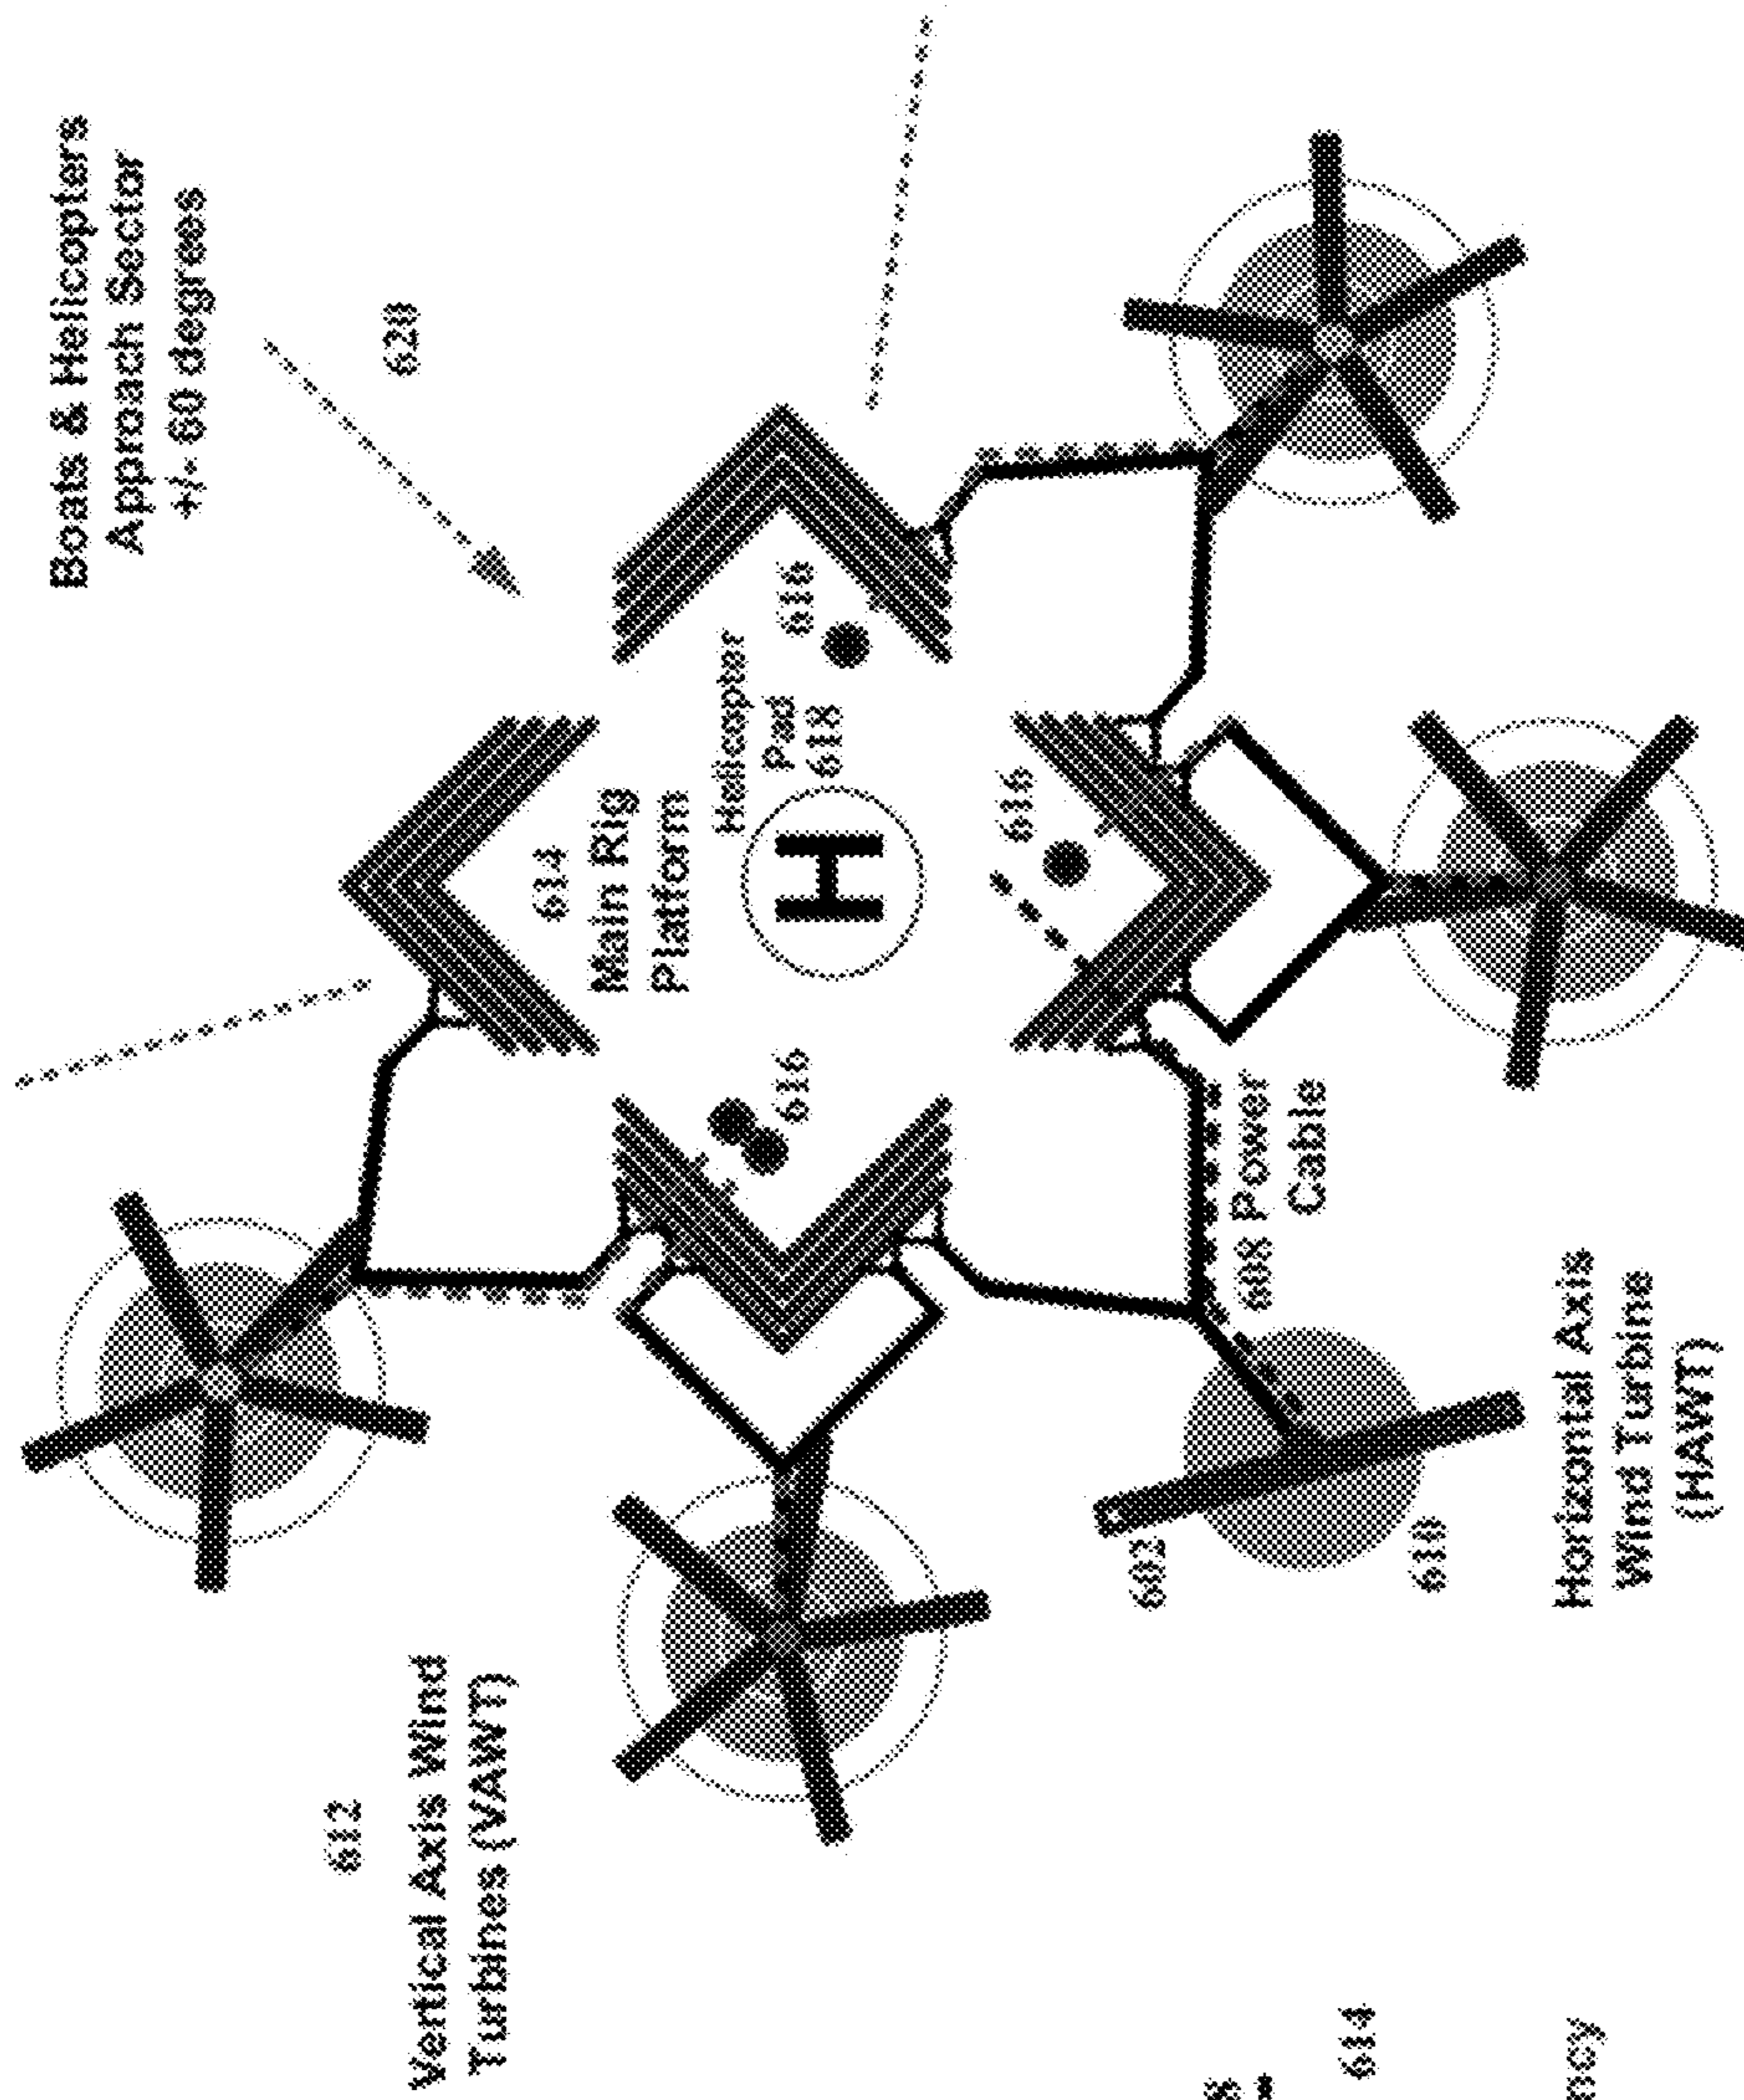 Boats & Helicopters
Approach Sector
+/- 60 degrees
620
612
Vertical Axis Wind
Turbines (VAWT)
614
Main Rig
Platform
Helicopter
Pad
618
H
616
616
616
608 Power
Cable
602
610
Horizontal Axis
Wind Turbine
(HAWT)
614